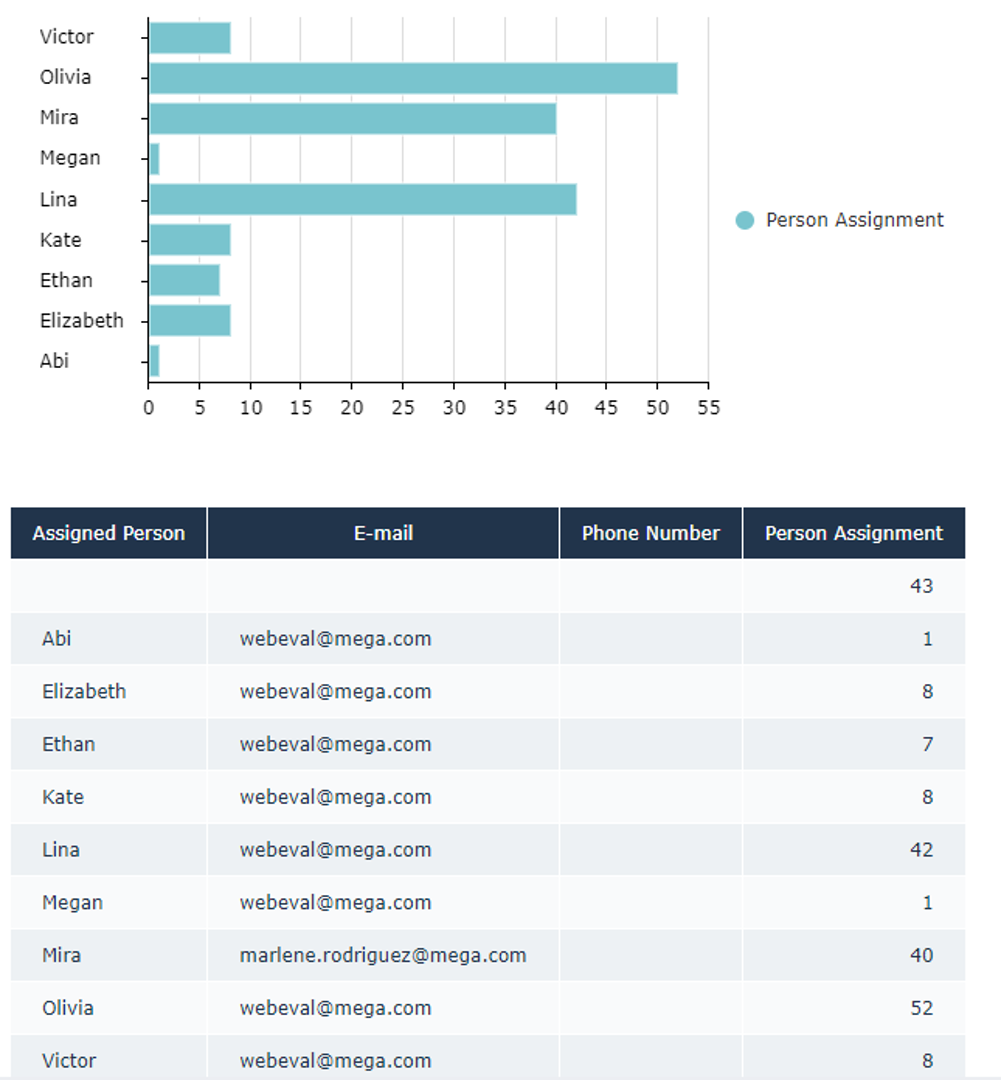 Victor
Olivia
Mira
Megan
Lina
Kate
Person Assignment
Ethan
Elizabeth
Abi
0 5 10 15 20 25 30 35 40 45 50 55
Assigned Person E-mail Phone Number Person Assignment
43
Abi webeval@mega.com 1
Elizabeth webeval@mega.com 8
Ethan webeval@mega.com 7
Kate webeval@mega.com 8
Lina webeval@mega.com 42
Megan webeval@mega.com 1
Mira marlene.rodriguez@mega.com 40
Olivia webeval@mega.com 52
Victor webeval@mega.com 8